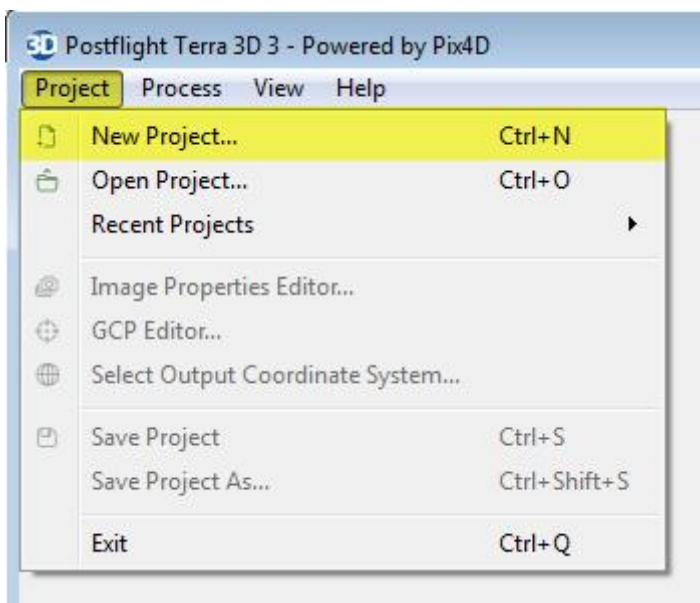 3D Postflight Terra 3D 3 - Powered by Pix4D
Project Process View Help
New Project... Ctrl+N
Open Project... Ctrl+O
Recent Projects
Image Properties Editor...
GCP Editor...
Select Output Coordinate System...
Save Project Ctrl+S
Save Project As... Ctrl+Shift+S
Exit Ctrl+Q